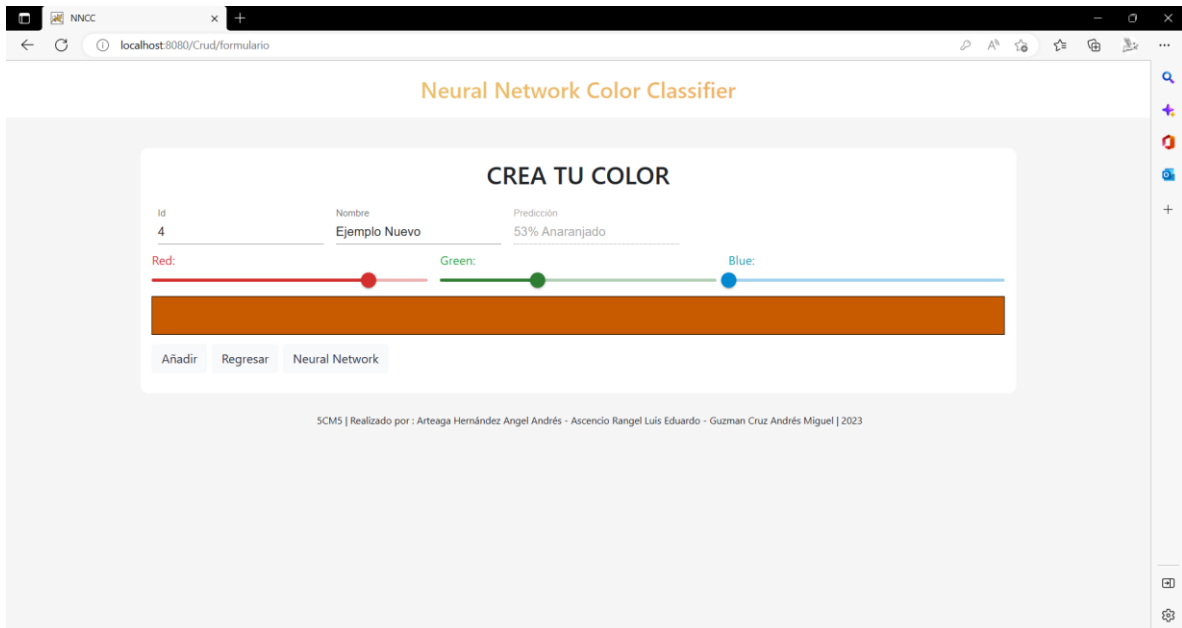 NNCC
localhost:8080/Crud/formulario
Neural Network Color Classifier
CREA TU COLOR
Id Nombre Predicción
4 Ejemplo Nuevo 53% Anaranjado
Red: Green: Blue:
Añadir Regresar Neural Network
5CM5 | Realizado por : Arteaga Hernández Angel Andrés - Ascencio Rangel Luis Eduardo - Guzman Cruz Andrés Miguel | 2023